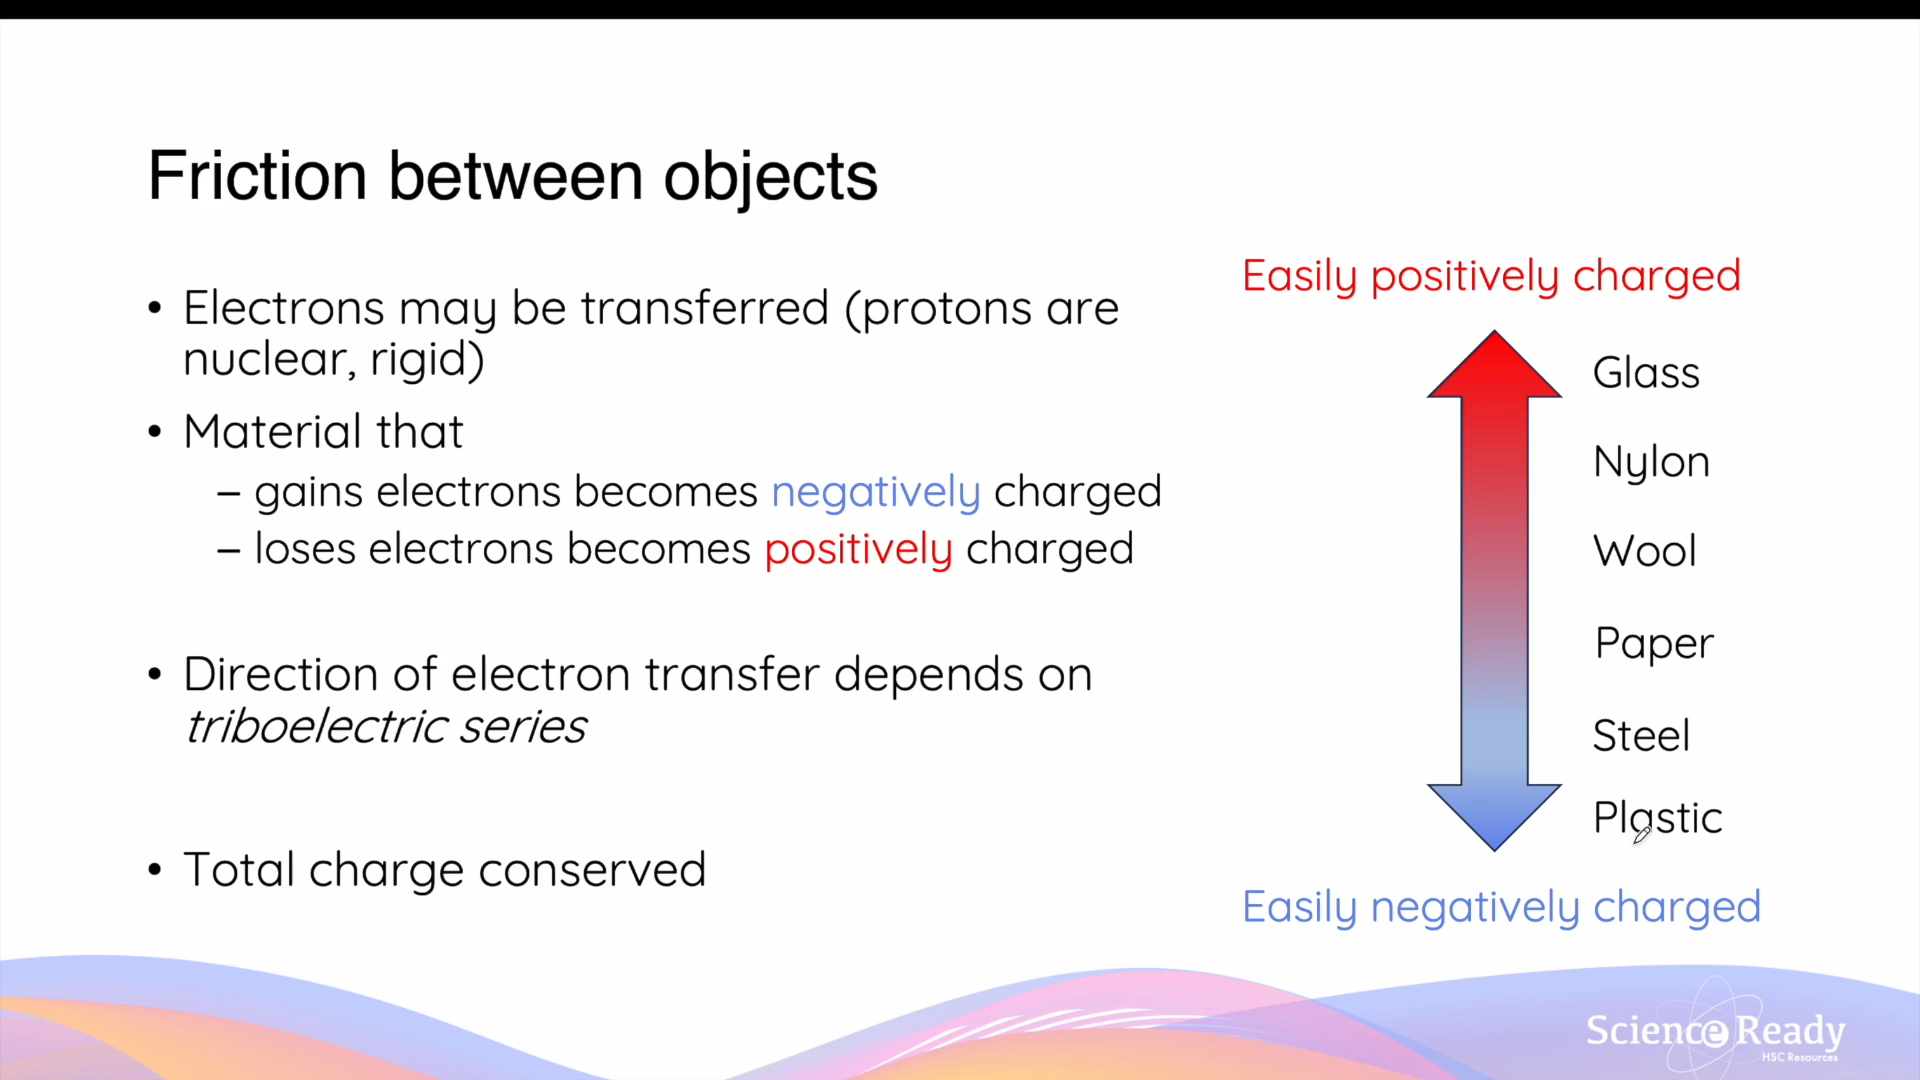 Friction between objects
• Electrons may be transferred (protons are
nuclear, rigid)
• Material that
– gains electrons becomes negatively charged
– loses electrons becomes positively charged
• Direction of electron transfer depends on
triboelectric series
• Total charge conserved
Easily positively charged
Glass
Nylon
Wool
Paper
Steel
Plastic
Easily negatively charged
Science Ready
HSC Resources